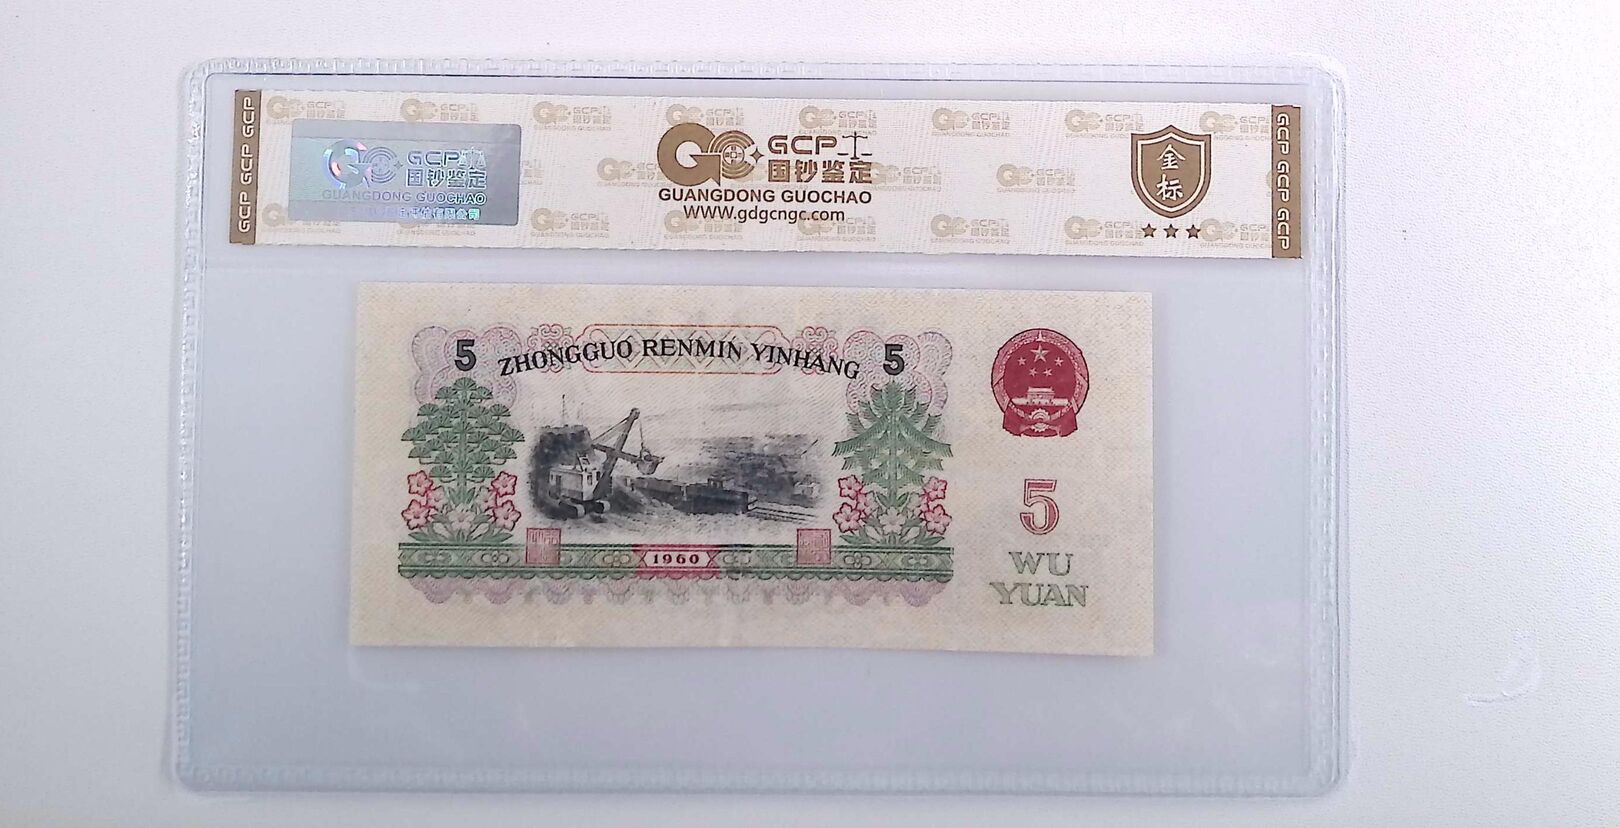 GCP GCP GCP
GCP
国钞鉴定
GUANGDONG GUOCHAO
GCP
国钞鉴定
GUANGDONG GUOCHAO
WWW.gdgcngc.com
金标
GCP GCP GCP
5 ZHONGGUO RENMIN YINHANG 5
1960
5
WU
YUAN